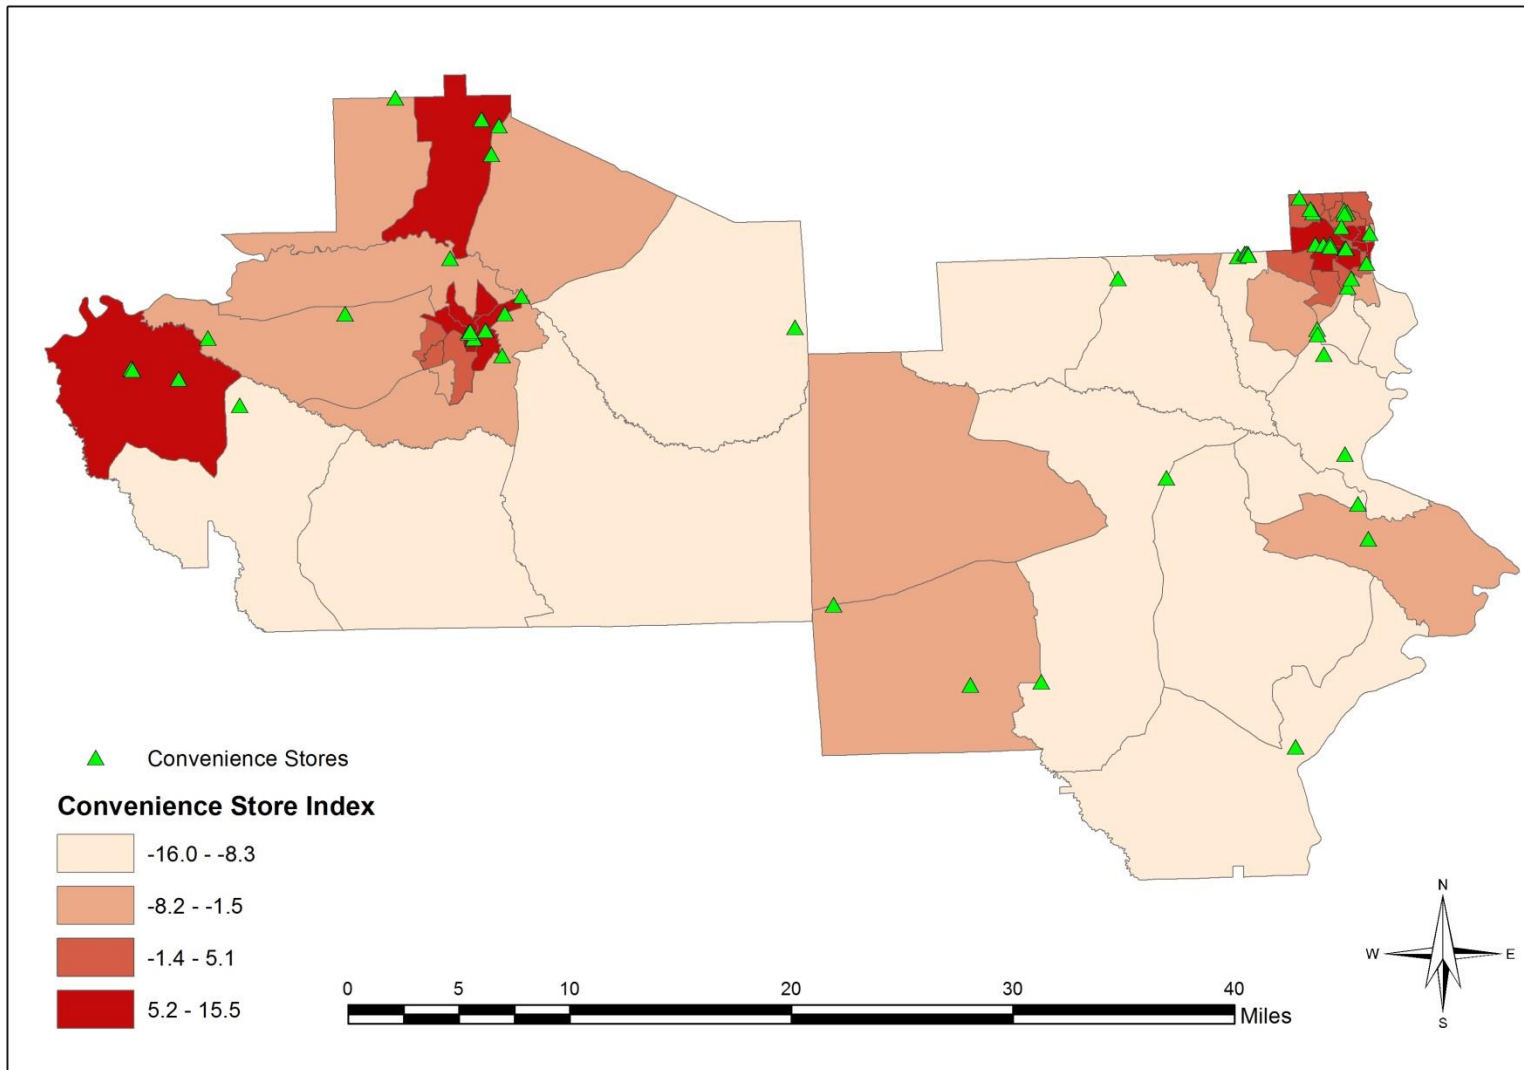 Convenience Stores
Convenience Store Index
-16.0 - -8.3
-8.2 - -1.5
-1.4 - 5.1
5.2 - 15.5
0 5 10 20 30 40
Miles
N
W E
S